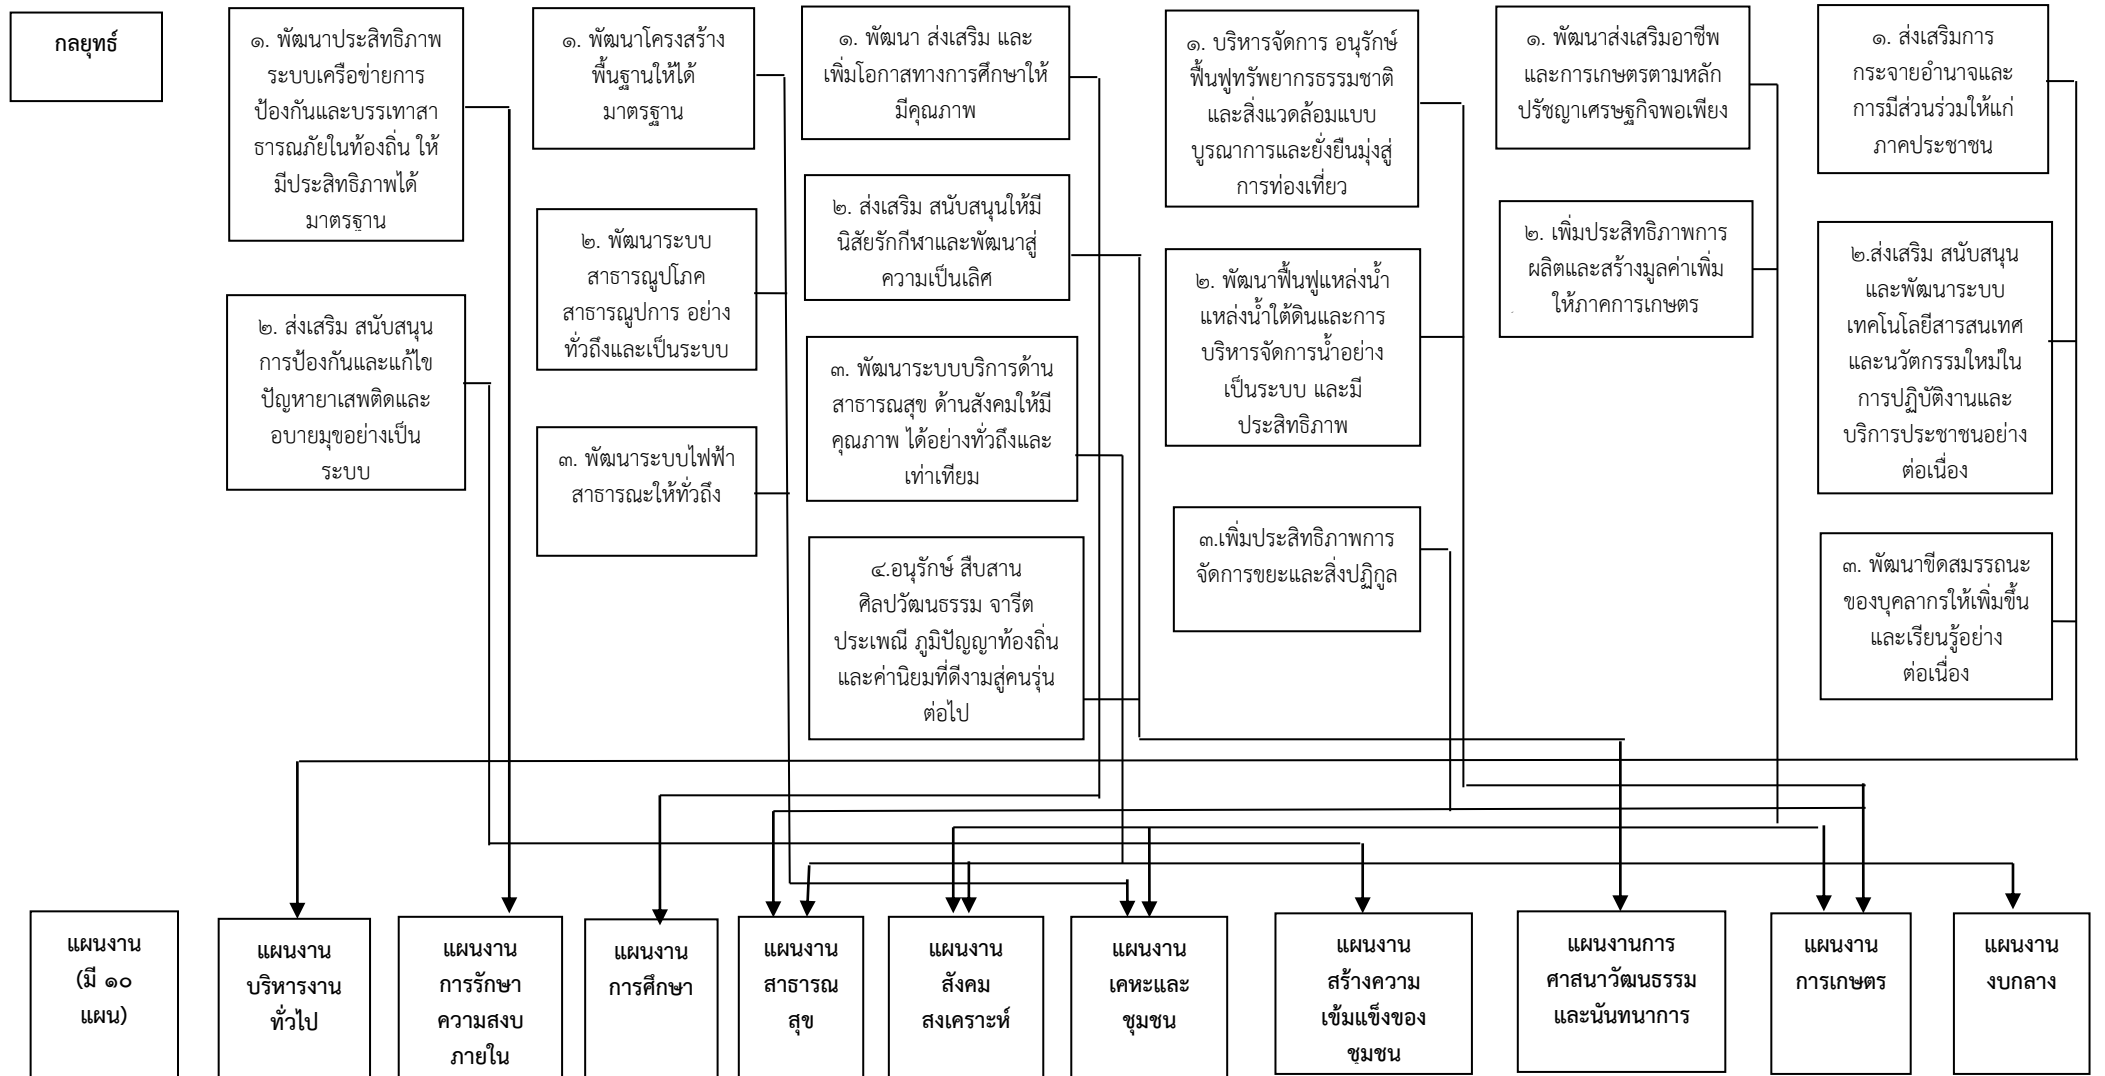 กลยุทธ์
๑. พัฒนาประสิทธิภาพ
ระบบเครือข่ายการ
ป้องกันและบรรเทาสา
ธารณภัยในท้องถิ่น ให้
มีประสิทธิภาพได้
มาตรฐาน
๒. ส่งเสริม สนับสนุน
การป้องกันและแก้ไข
ปัญหายาเสพติดและ
อบายมุขอย่างเป็น
ระบบ
๑. พัฒนาโครงสร้าง
พื้นฐานให้ได้
มาตรฐาน
๒. พัฒนาระบบ
สาธารณูปโภค
สาธารณูปการ อย่าง
ทั่วถึงและเป็นระบบ
๓. พัฒนาระบบไฟฟ้า
สาธารณะให้ทั่วถึง
๑. พัฒนา ส่งเสริม และ
เพิ่มโอกาสทางการศึกษาให้
มีคุณภาพ
๒. ส่งเสริม สนับสนุนให้มี
นิสัยรักกีฬาและพัฒนาสู่
ความเป็นเลิศ
๓. พัฒนาระบบบริการด้าน
สาธารณสุข ด้านสังคมให้มี
คุณภาพ ได้อย่างทั่วถึงและ
เท่าเทียม
๔.อนุรักษ์ สืบสาน
ศิลปวัฒนธรรม จารีต
ประเพณี ภูมิปัญญาท้องถิ่น
และค่านิยมที่ดีงามสู่คนรุ่น
ต่อไป
๑. บริหารจัดการ อนุรักษ์
ฟื้นฟูทรัพยากรธรรมชาติ
และสิ่งแวดล้อมแบบ
บูรณาการและยั่งยืนมุ่งสู่
การท่องเที่ยว
๒. พัฒนาฟื้นฟูแหล่งน้ำ
แหล่งน้ำใต้ดินและการ
บริหารจัดการน้ำอย่าง
เป็นระบบ และมี
ประสิทธิภาพ
๓.เพิ่มประสิทธิภาพการ
จัดการขยะและสิ่งปฏิกูล
๑. พัฒนาส่งเสริมอาชีพ
และการเกษตรตามหลัก
ปรัชญาเศรษฐกิจพอเพียง
๒. เพิ่มประสิทธิภาพการ
ผลิตและสร้างมูลค่าเพิ่ม
ให้ภาคการเกษตร
๑. ส่งเสริมการ
กระจายอำนาจและ
การมีส่วนร่วมให้แก่
ภาคประชาชน
๒.ส่งเสริม สนับสนุน
และพัฒนาระบบ
เทคโนโลยีสารสนเทศ
และนวัตกรรมใหม่ใน
การปฏิบัติงานและ
บริการประชาชนอย่าง
ต่อเนื่อง
๓. พัฒนาขีดสมรรถนะ
ของบุคลากรให้เพิ่มขึ้น
และเรียนรู้อย่าง
ต่อเนื่อง
แผนงาน
(มี ๑๐
แผน)
แผนงาน
บริหารงาน
ทั่วไป
แผนงาน
การรักษา
ความสงบ
ภายใน
แผนงาน
การศึกษา
แผนงาน
สาธารณ
สุข
แผนงาน
สังคม
สงเคราะห์
แผนงาน
เคหะและ
ชุมชน
แผนงาน
สร้างความ
เข้มแข็งของ
ชุมชน
แผนงานการ
ศาสนาวัฒนธรรม
และนันทนาการ
แผนงาน
การเกษตร
แผนงาน
งบกลาง